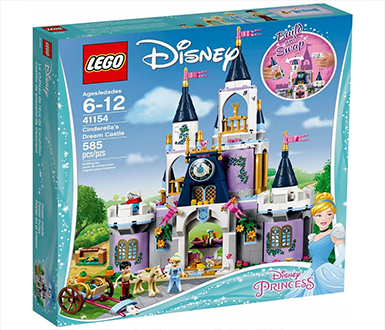 LEGO
Disney
Build
Swap
Ages/edades
6-12
41154
Cinderella's
Dream Castle
585
pcs/pzs
Disney
PRINCESS